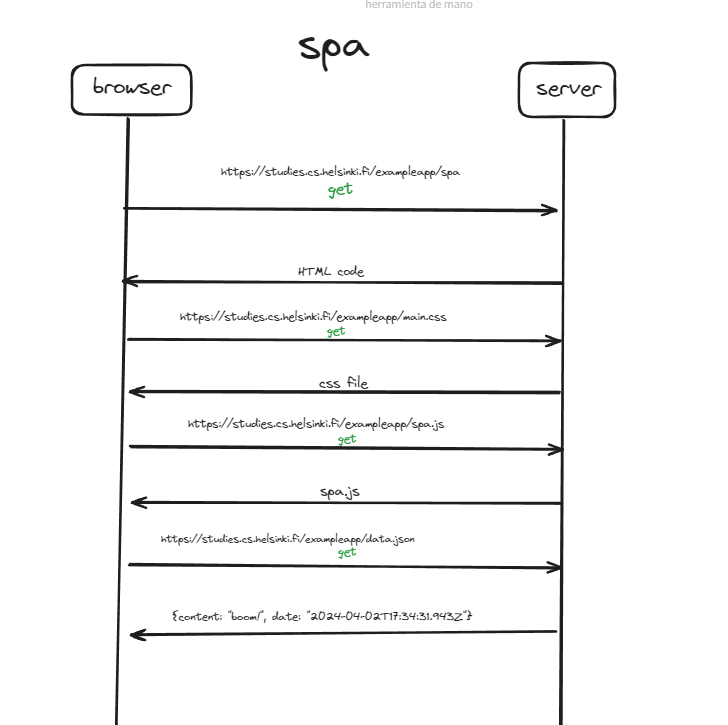 herramienta de mano
spa
browser
server
https://studies.cs.helsinki.fi/exampleapp/spa
get
HTML code
https://studies.cs.helsinki.fi/exampleapp/main.css
get
css file
https://studies.cs.helsinki.fi/exampleapp/spa.js
get
spa.js
https://studies.cs.helsinki.fi/exampleapp/data.json
get
{content: "boom!", date: "2024-04-02T17:34:31.943Z"}